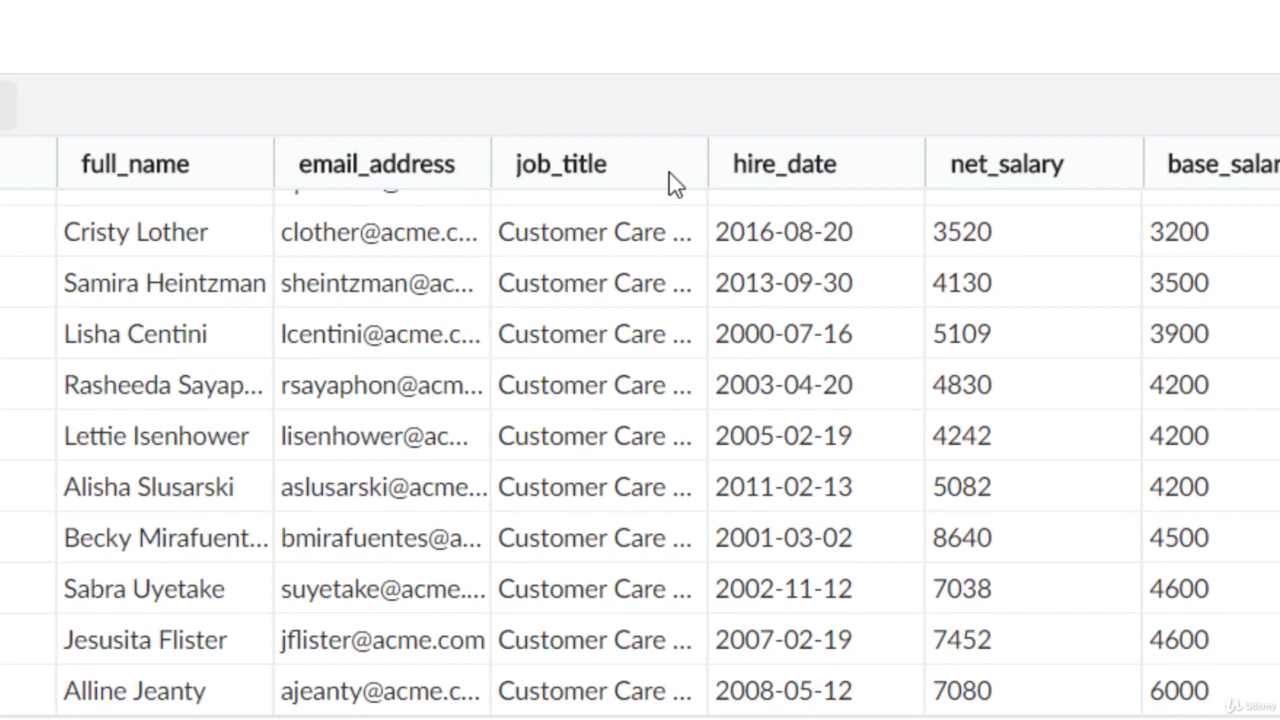 full_name email_address job_title hire_date net_salary base_salar
Cristy Lother clother@acme.c... Customer Care ... 2016-08-20 3520 3200
Samira Heintzman sheintzman@ac... Customer Care ... 2013-09-30 4130 3500
Lisha Centini lcentini@acme.c... Customer Care ... 2000-07-16 5109 3900
Rasheeda Sayap... rsayaphon@acm... Customer Care ... 2003-04-20 4830 4200
Lettie Isenhower lisenhower@ac... Customer Care ... 2005-02-19 4242 4200
Alisha Slusarski aslusarski@acme... Customer Care ... 2011-02-13 5082 4200
Becky Mirafuent... bmirafuentes@a... Customer Care ... 2001-03-02 8640 4500
Sabra Uyetake suyetake@acme.... Customer Care ... 2002-11-12 7038 4600
Jesusita Flister jflister@acme.com Customer Care ... 2007-02-19 7452 4600
Alline Jeanty ajeanty@acme.c... Customer Care ... 2008-05-12 7080 6000
Udemy